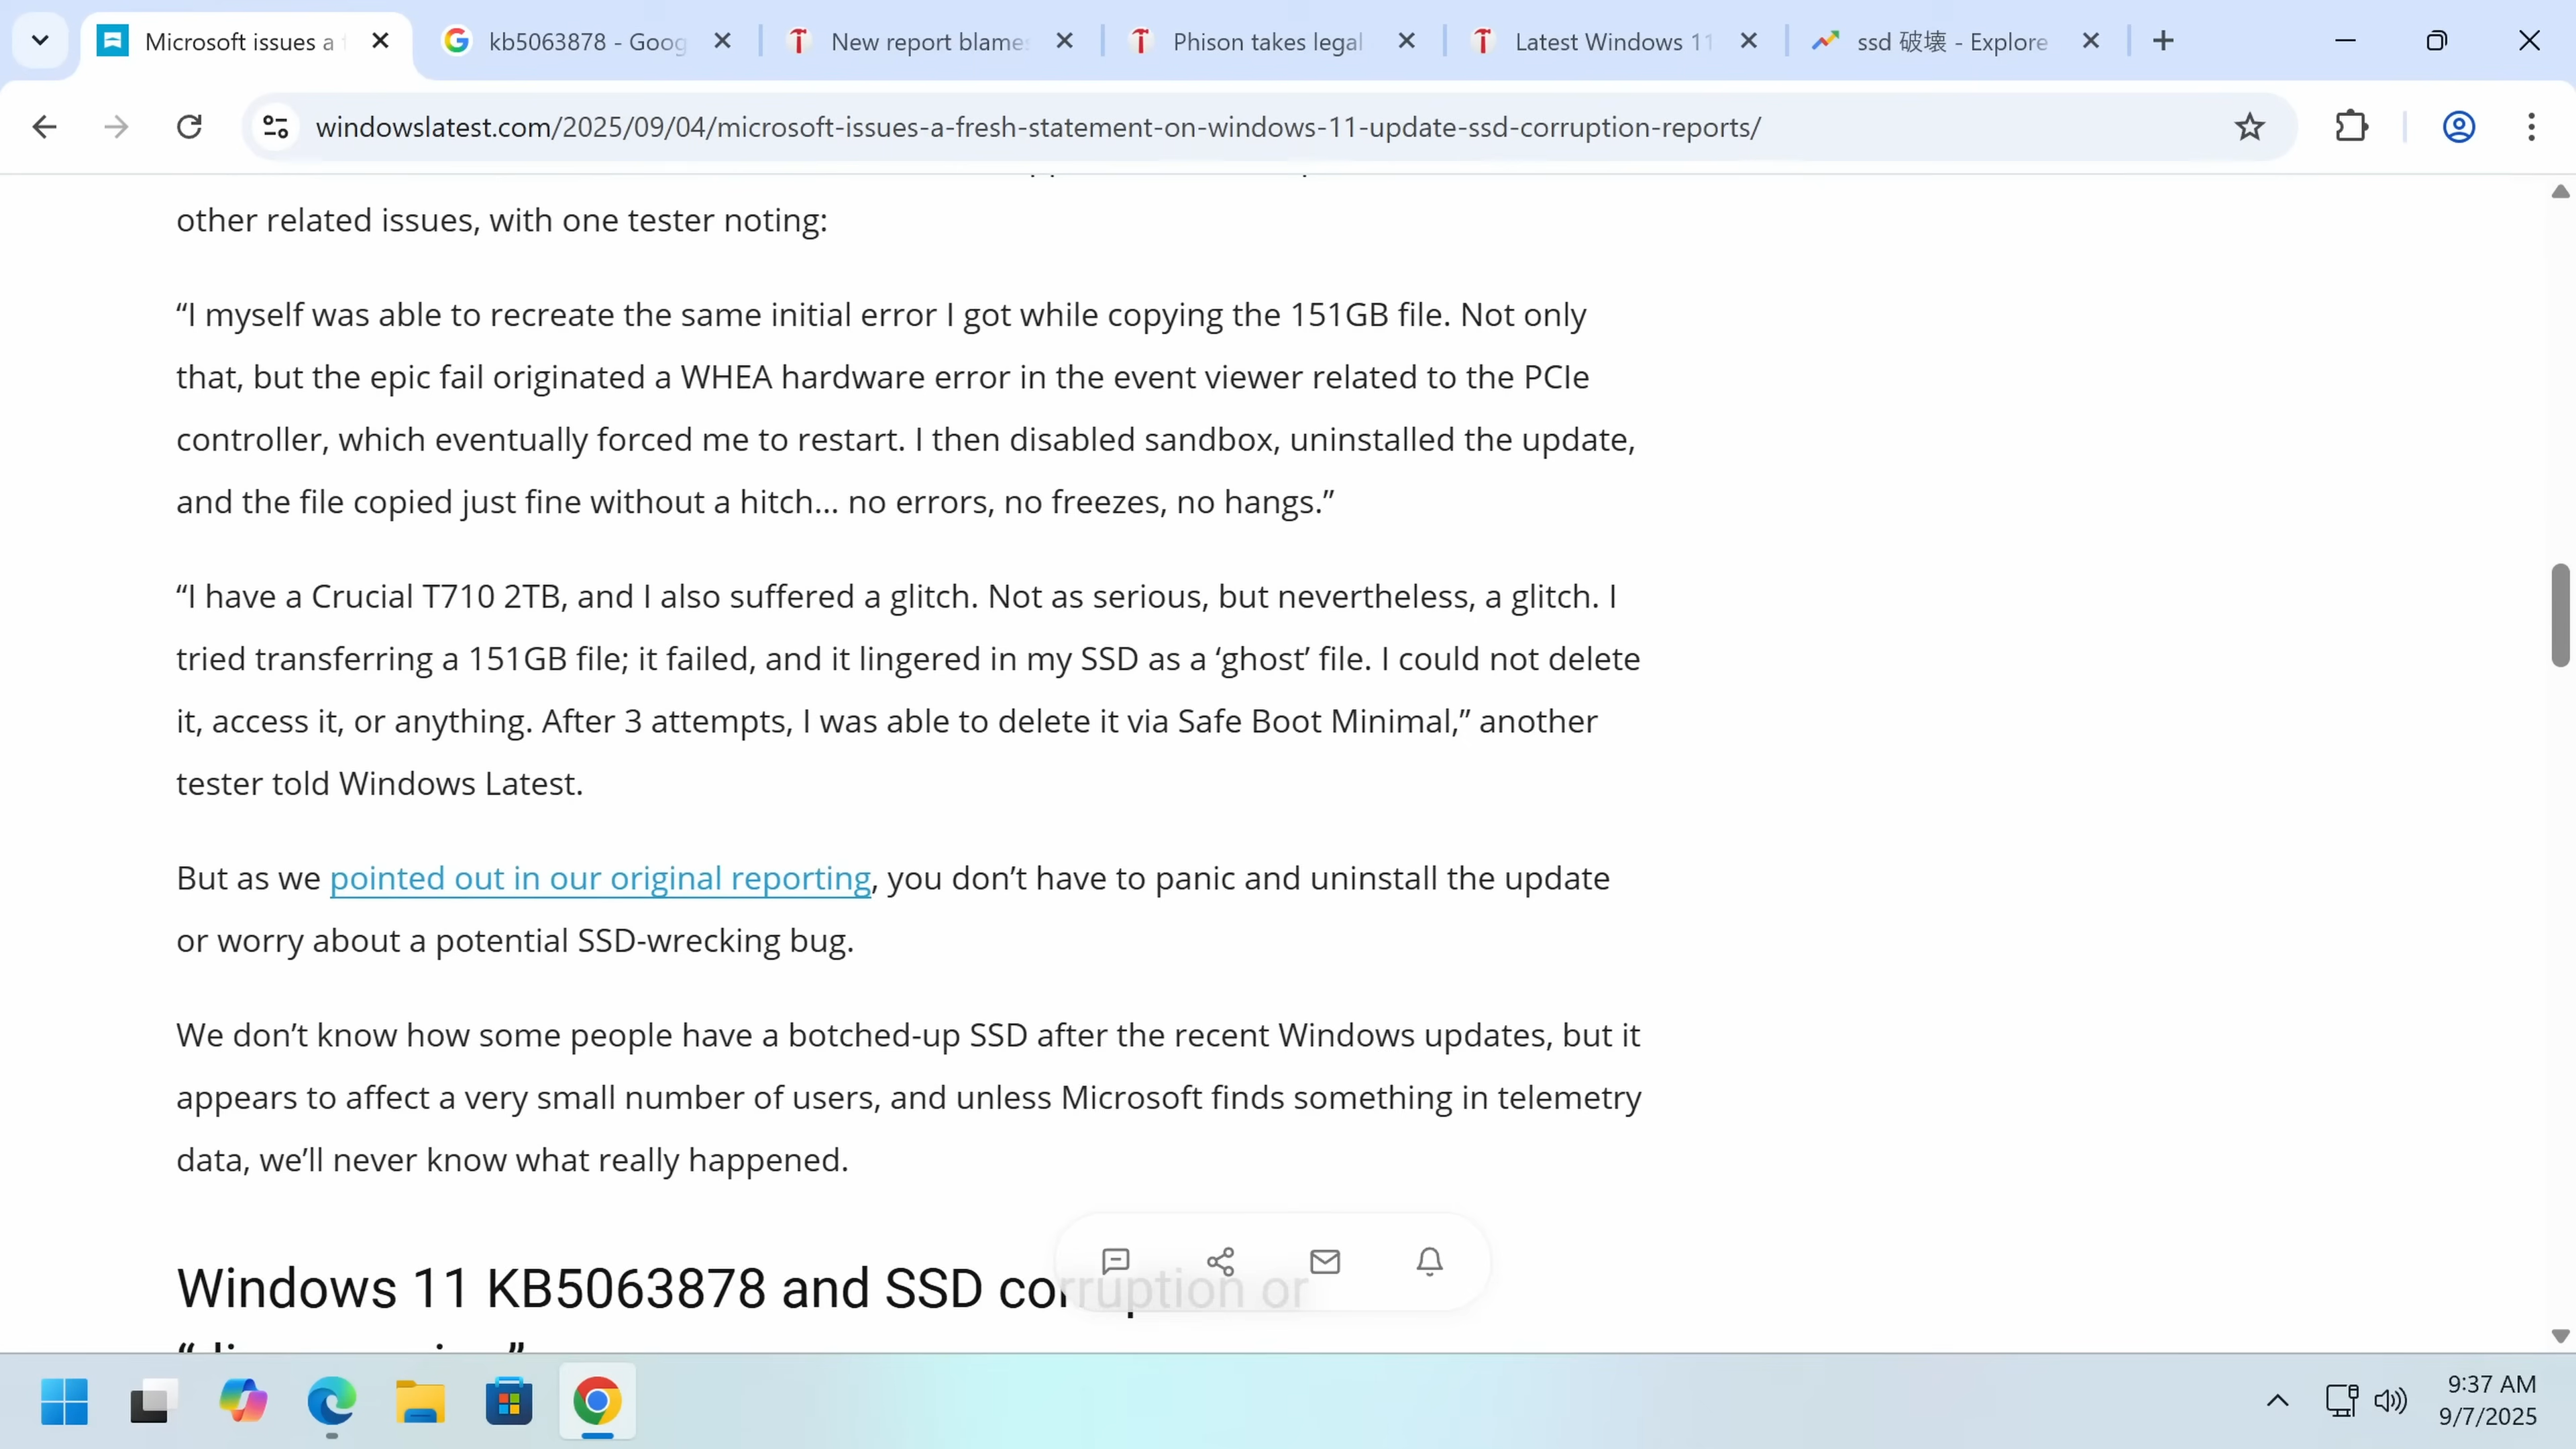 Microsoft issues a
kb5063878 - Goog
New report blame
Phison takes legal
Latest Windows 11
ssd 破壊 - Explore
windowslatest.com/2025/09/04/microsoft-issues-a-fresh-statement-on-windows-11-update-ssd-corruption-reports/
other related issues, with one tester noting:
“I myself was able to recreate the same initial error I got while copying the 151GB file. Not only
that, but the epic fail originated a WHEA hardware error in the event viewer related to the PCIe
controller, which eventually forced me to restart. I then disabled sandbox, uninstalled the update,
and the file copied just fine without a hitch… no errors, no freezes, no hangs.”
“I have a Crucial T710 2TB, and I also suffered a glitch. Not as serious, but nevertheless, a glitch. I
tried transferring a 151GB file; it failed, and it lingered in my SSD as a ‘ghost’ file. I could not delete
it, access it, or anything. After 3 attempts, I was able to delete it via Safe Boot Minimal,” another
tester told Windows Latest.
But as we pointed out in our original reporting, you don’t have to panic and uninstall the update
or worry about a potential SSD-wrecking bug.
We don’t know how some people have a botched-up SSD after the recent Windows updates, but it
appears to affect a very small number of users, and unless Microsoft finds something in telemetry
data, we’ll never know what really happened.
Windows 11 KB5063878 and SSD corruption or
9:37 AM
9/7/2025